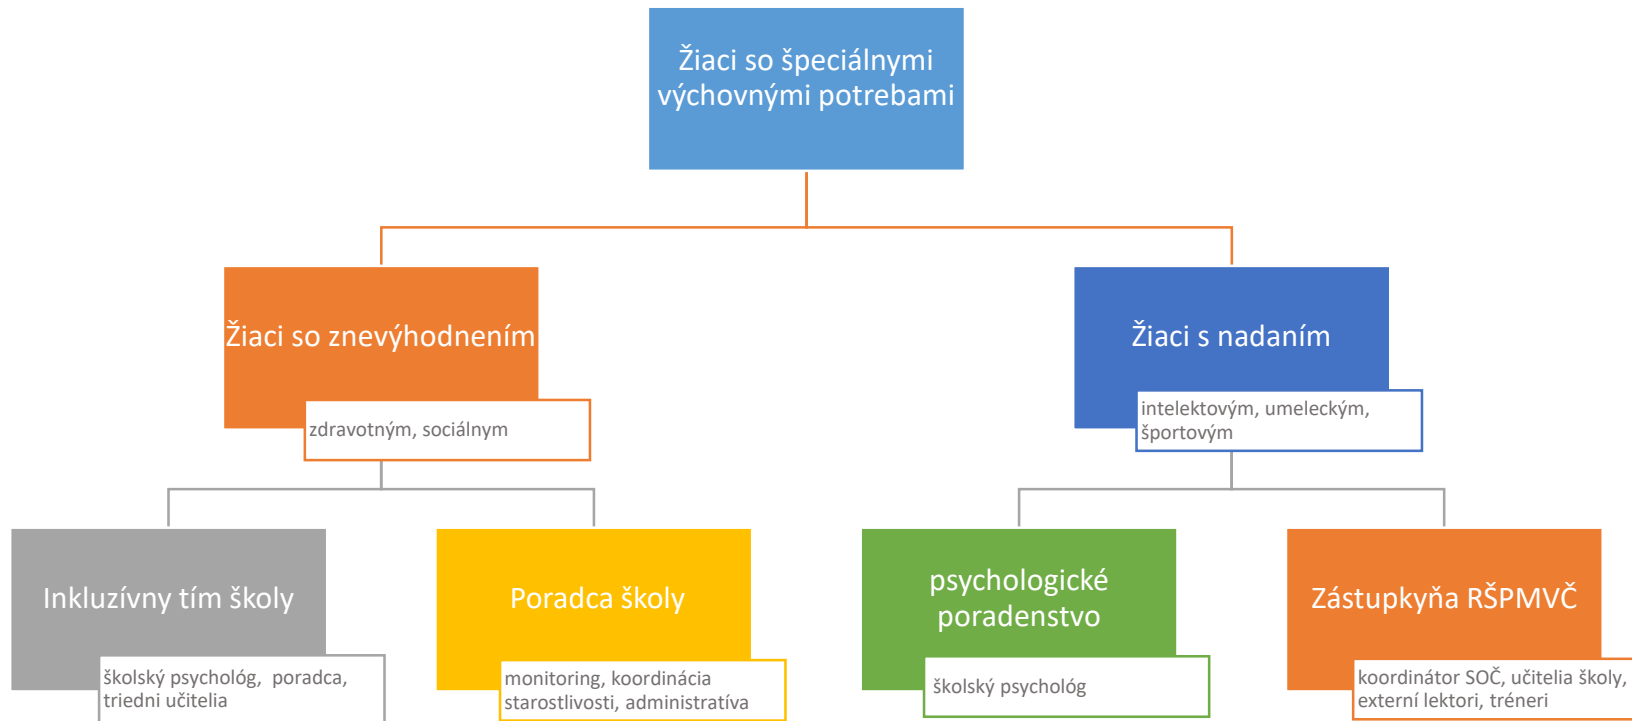 Žiaci so špeciálnymi
výchovnými potrebami
Žiaci so znevýhodnením
zdravotným, sociálnym
Žiaci s nadaním
intelektovým, umeleckým,
športovým
Inkluzívny tím školy
školský psychológ, poradca,
triedni učitelia
Poradca školy
monitoring, koordinácia
starostlivosti, administratíva
psychologické
poradenstvo
školský psychológ
Zástupkyňa RŠPMVČ
koordinátor SOČ, učitelia školy,
externí lektori, tréneri